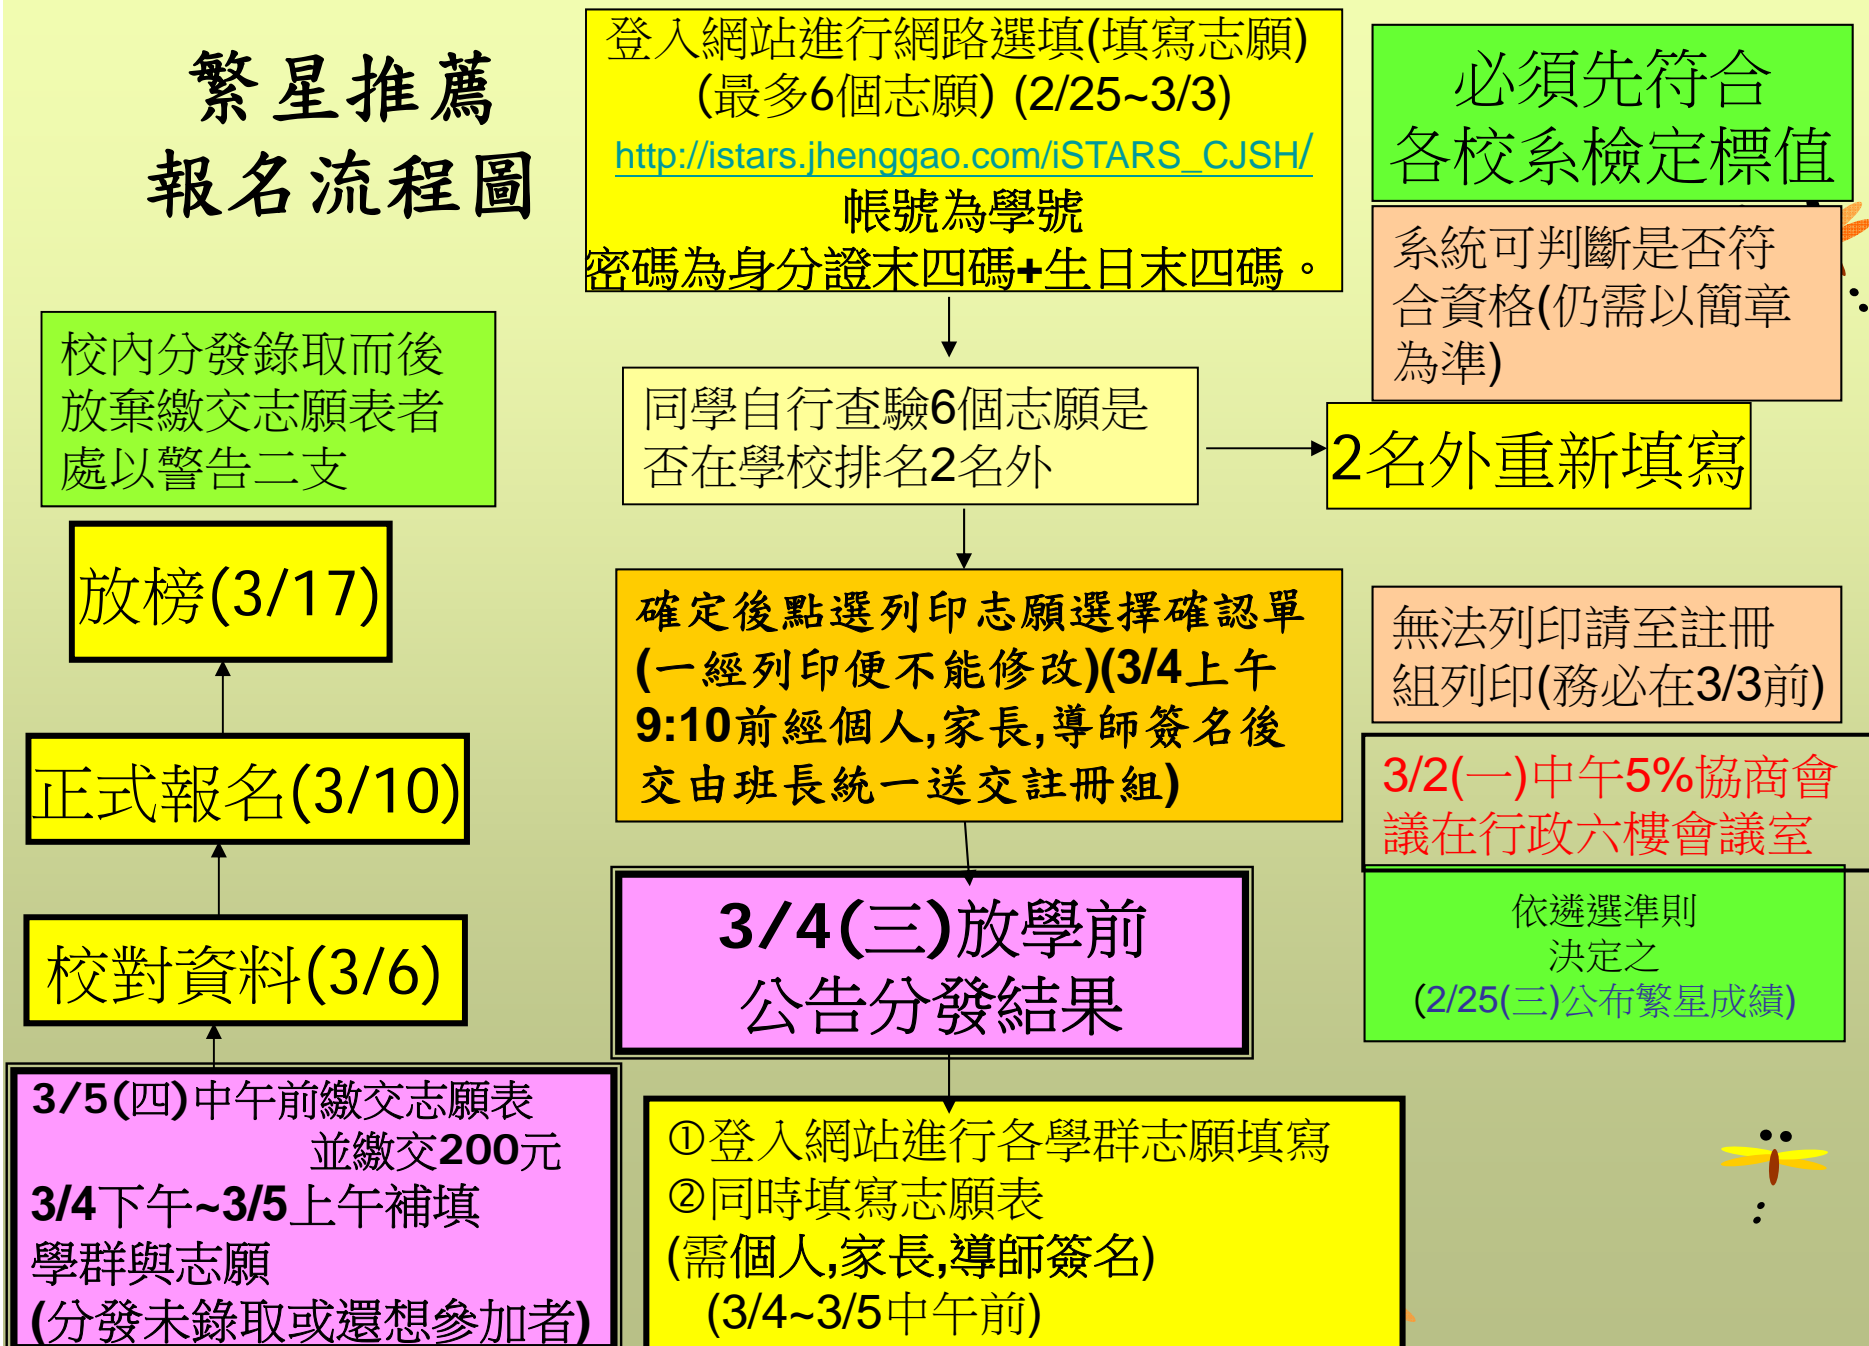 繁星推薦
報名流程圖
登入網站進行網路選填(填寫志願)
(最多6個志願) (2/25~3/3)
http://istars.jhenggao.com/iSTARS_CJSH/
帳號為學號
密碼為身分證末四碼+生日末四碼。
必須先符合
各校系檢定標值
系統可判斷是否符
合資格(仍需以簡章
為準)
同學自行查驗6個志願是
否在學校排名2名外
2名外重新填寫
確定後點選列印志願選擇確認單
(一經列印便不能修改)(3/4上午
9:10前經個人,家長,導師簽名後
交由班長統一送交註冊組)
無法列印請至註冊
組列印(務必在3/3前)
3/2(一)中午5%協商會
議在行政六樓會議室
依遴選準則
決定之
(2/25(三)公布繁星成績)
3/4(三)放學前
公告分發結果
①登入網站進行各學群志願填寫
②同時填寫志願表
(需個人,家長,導師簽名)
(3/4~3/5中午前)
3/5(四)中午前繳交志願表
並繳交200元
3/4下午~3/5上午補填
學群與志願
(分發未錄取或還想參加者)
校對資料(3/6)
正式報名(3/10)
放榜(3/17)
校內分發錄取而後
放棄繳交志願表者
處以警告二支